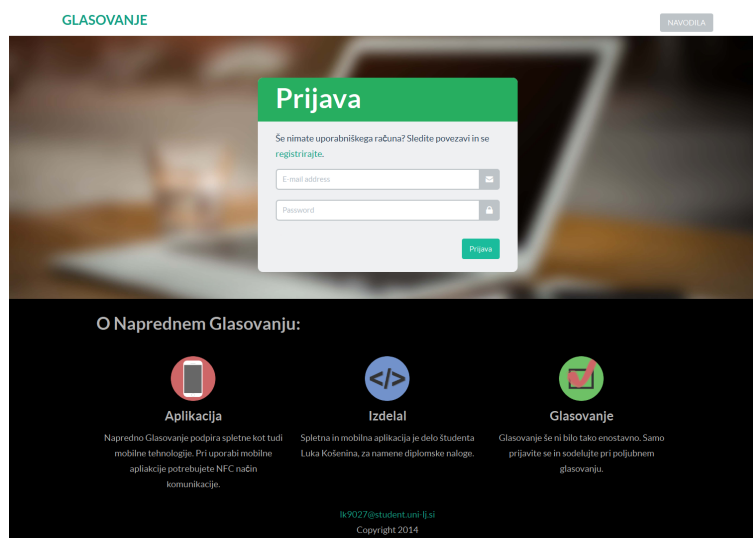 GLASOVANJE
NAVODILA
Prijava
Še nimate uporabniškega računa? Sledite povezavi in se
registrirajte.
E-mail address
Password
Prijava
O Naprednem Glasovanju:
</>
Aplikacija
Napredno Glasovanje podpira spletne kot tudi
mobilne tehnologije. Pri uporabi mobilne
apliakcije potrebujete NFC način
komunikacije.
Izdelal
Spletna in mobilna aplikacija je delo študenta
Luka Košenina, za namene diplomske naloge.
Glasovanje
Glasovanje še ni bilo tako enostavno. Samo
prijavite se in sodelujte pri poljubnem
glasovanju.
lk9027@student.uni-lj.si
Copyright 2014